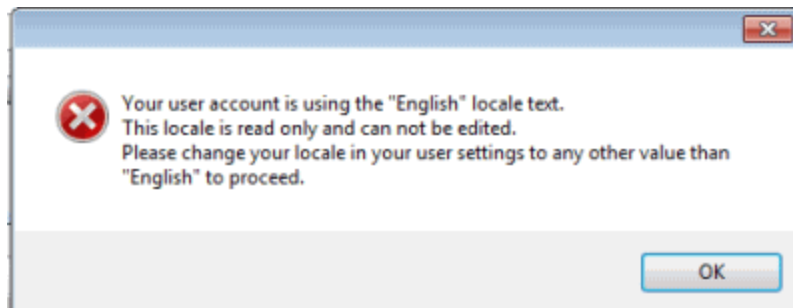 Your user account is using the "English" locale text.
This locale is read only and can not be edited.
Please change your locale in your user settings to any other value than
"English" to proceed.
OK